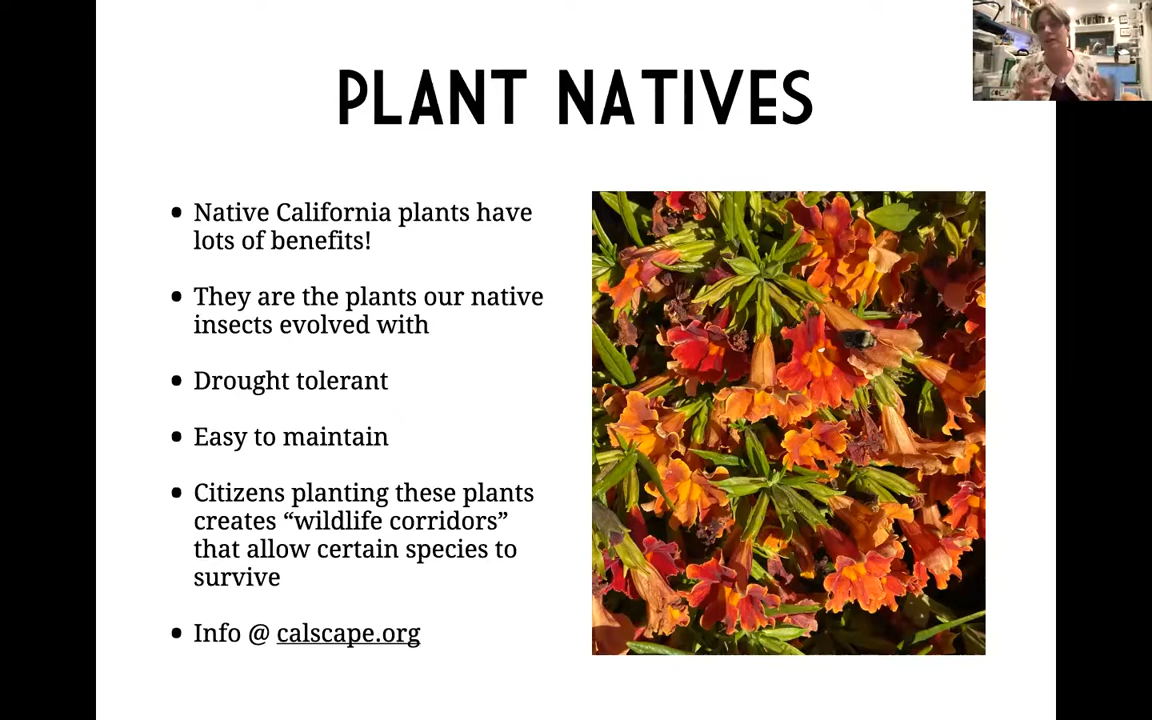 PLANT NATIVES
• Native California plants have
lots of benefits!
• They are the plants our native
insects evolved with
• Drought tolerant
• Easy to maintain
• Citizens planting these plants
creates “wildlife corridors”
that allow certain species to
survive
• Info @ calscape.org